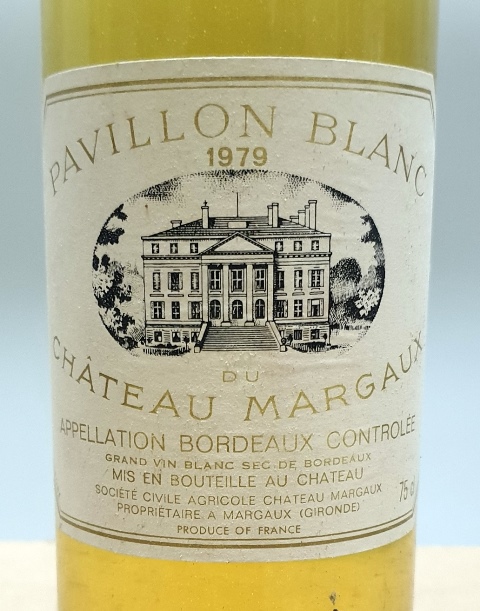 PAVILLON BLANC
1979
DU
CHÂTEAU MARGAUX
APPELLATION BORDEAUX CONTROLÉE
GRAND VIN BLANC SEC DE BORDEAUX
MIS EN BOUTEILLE AU CHATEAU
SOCIÉTÉ CIVILE AGRICOLE CHATEAU MARGAUX
PROPRIÉTAIRE A MARGAUX (GIRONDE)
75 cl
PRODUCE OF FRANCE